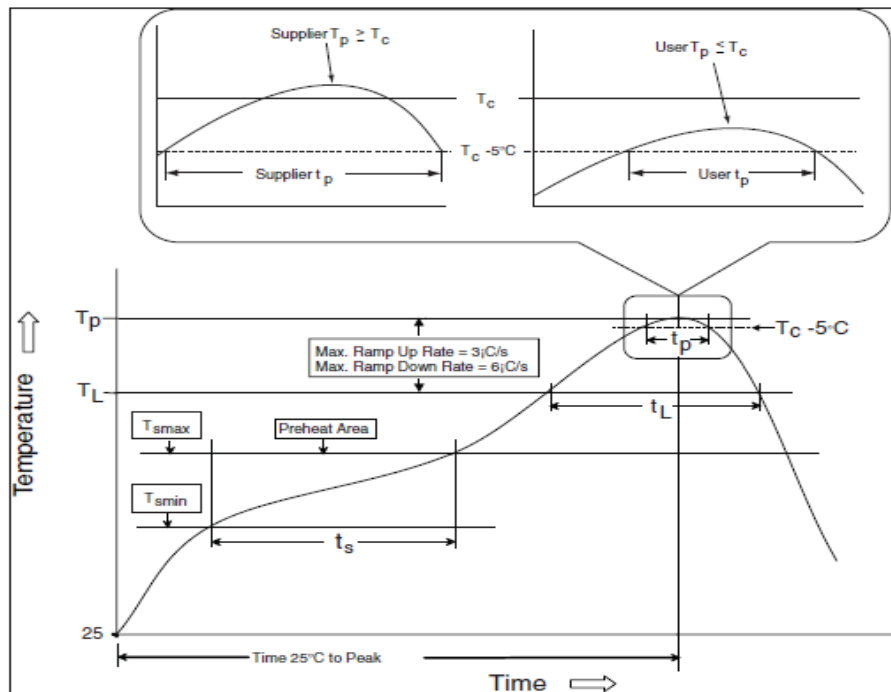 Supplier Tp ≥ Tc
User Tp ≤ Tc
Tc
Tc -5°C
Supplier tp
User tp
Tp
Tc -5°C
tp
Max. Ramp Up Rate = 3¡C/s
Max. Ramp Down Rate = 6¡C/s
TL
tL
Tsmax
Preheat Area
Tsmin
ts
Temperature
25
Time 25°C to Peak
Time